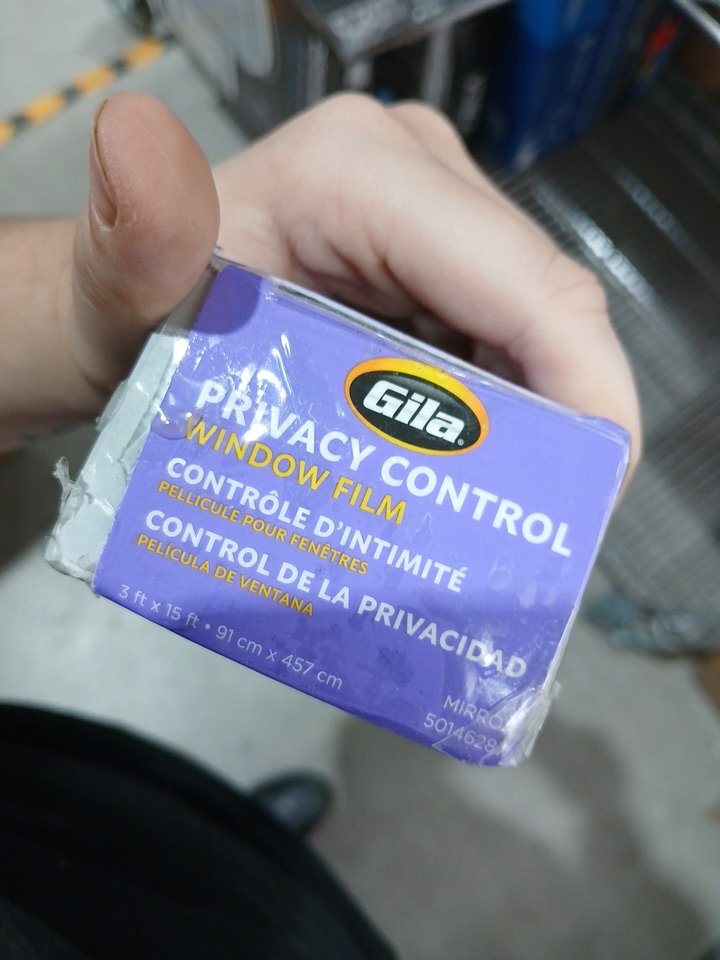 Gila®
PRIVACY CONTROL
WINDOW FILM
CONTRÔLE D'INTIMITÉ
PELLICULE POUR FENÊTRES
CONTROL DE LA PRIVACIDAD
PELÍCULA DE VENTANA
3 ft x 15 ft • 91 cm x 457 cm